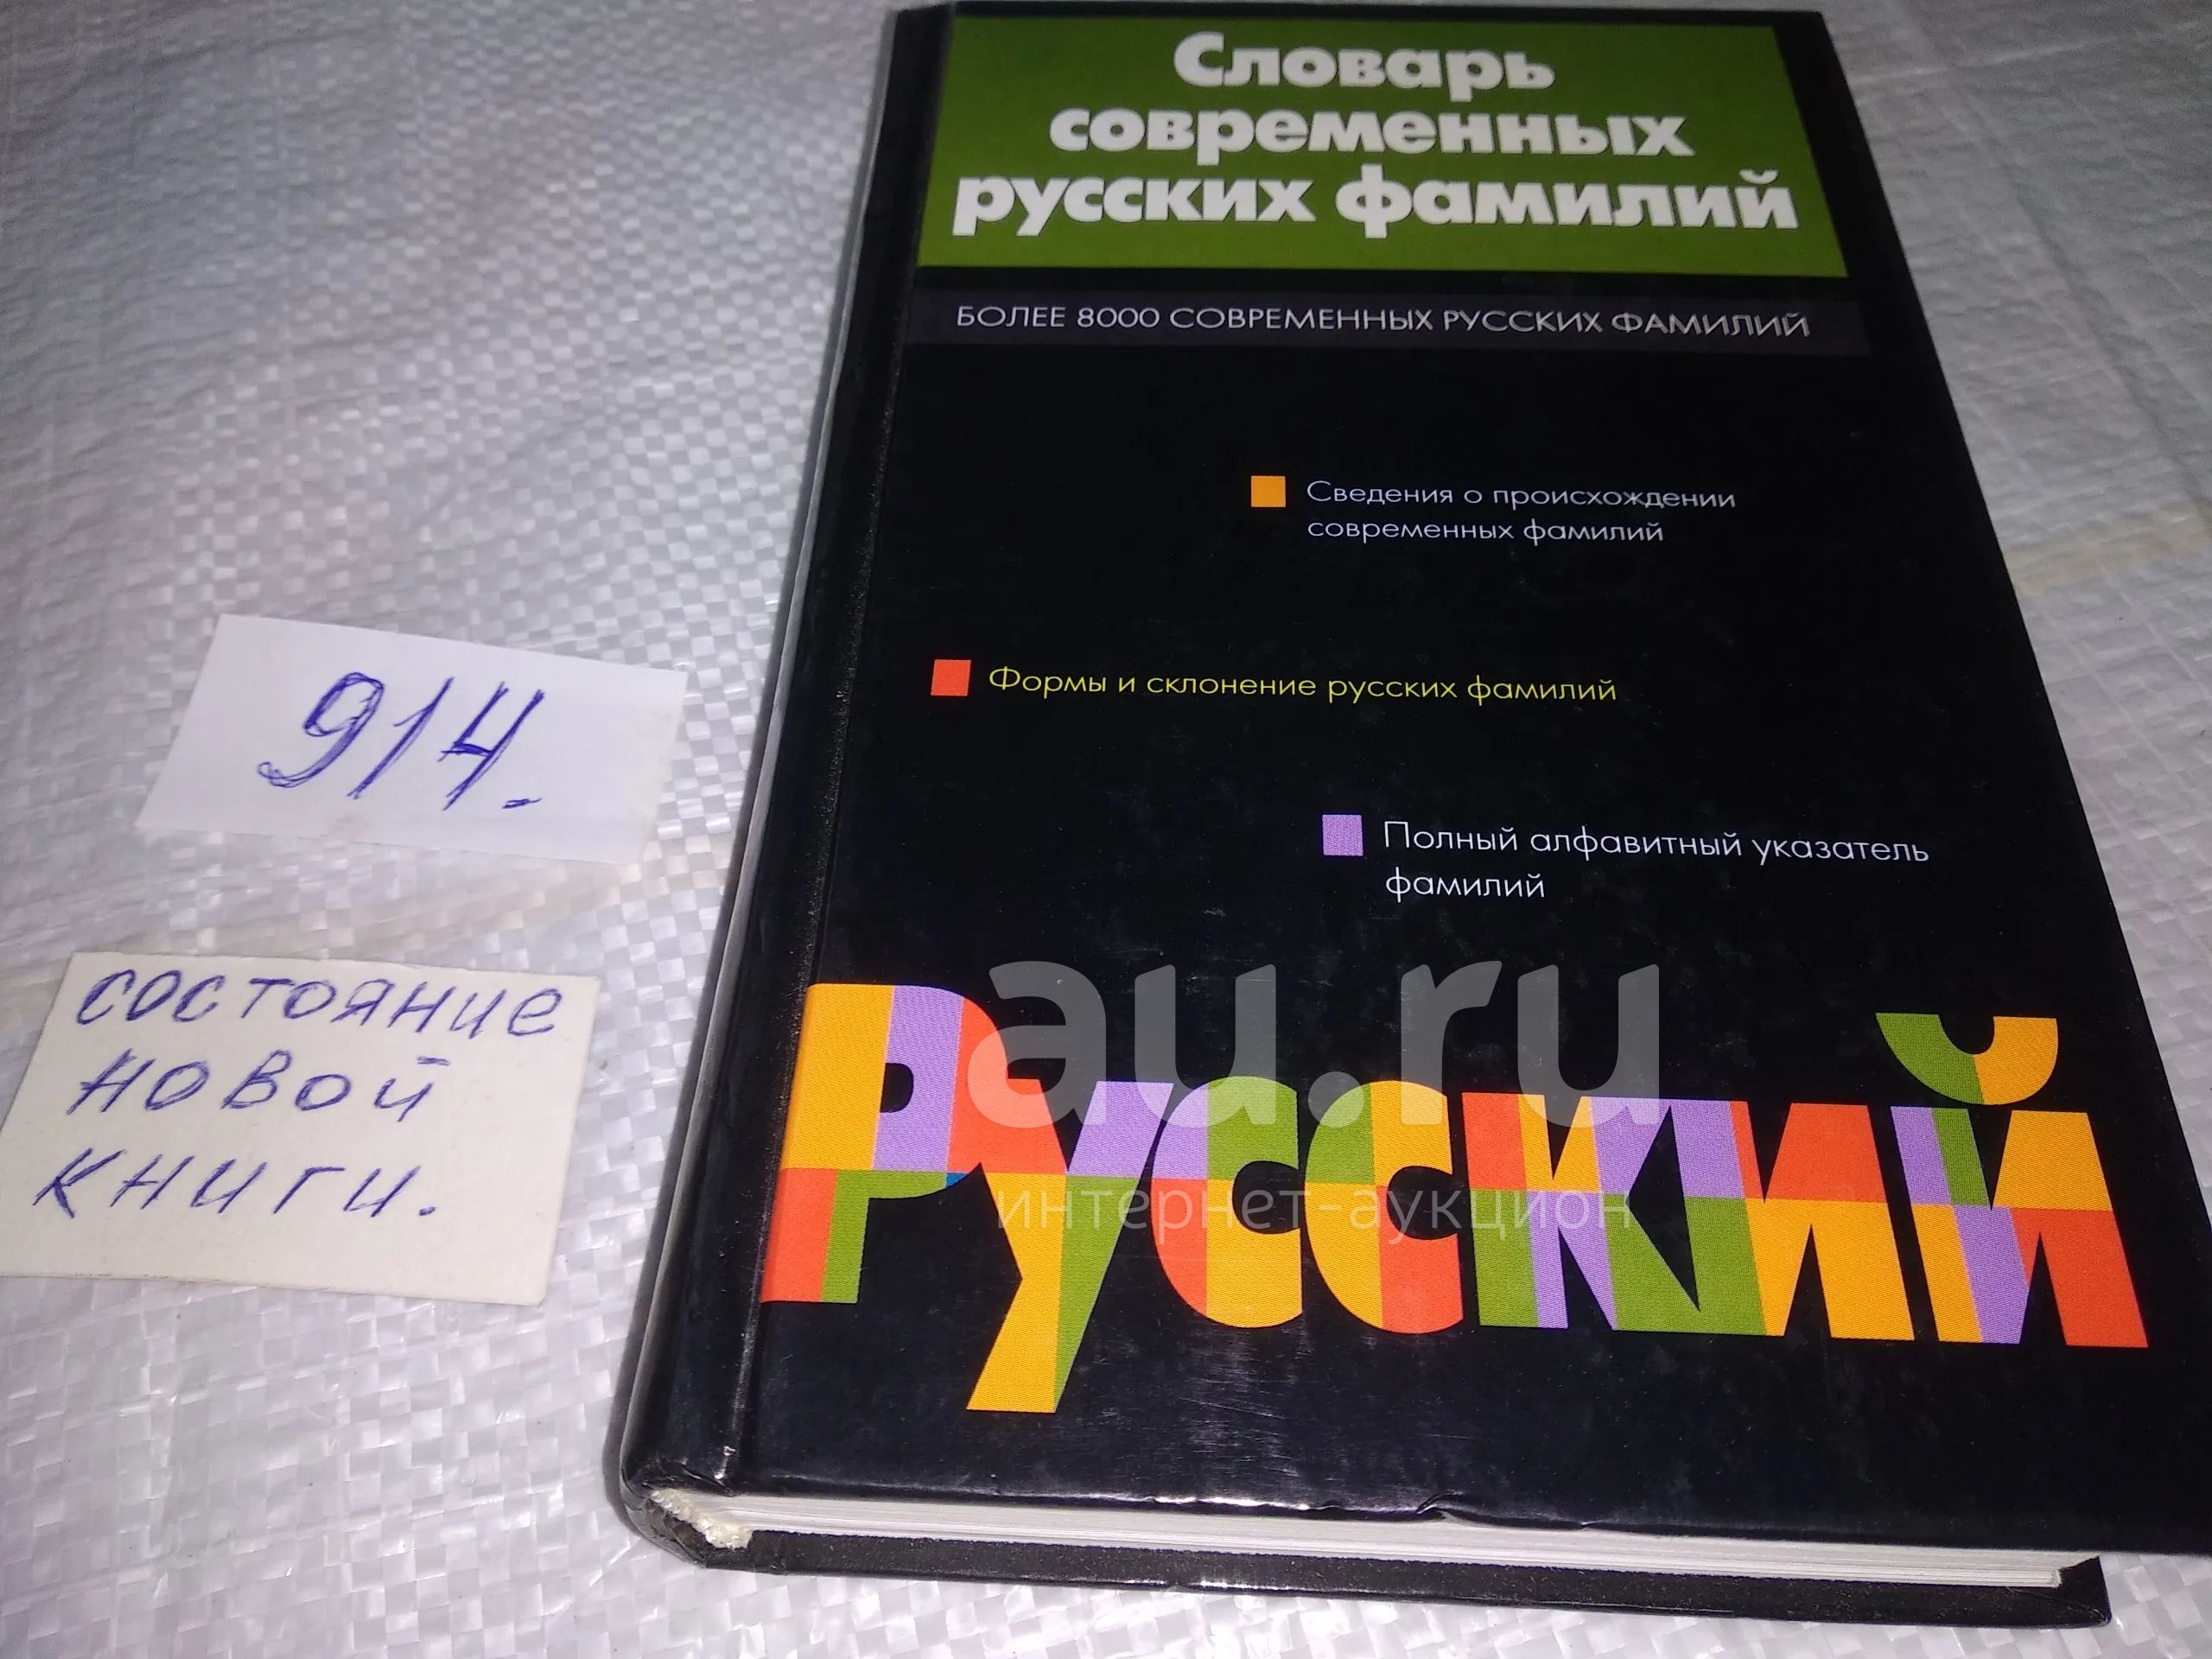 Словарь
современных
русских фамилий
БОЛЕЕ 8000 СОВРЕМЕННЫХ РУССКИХ ФАМИЛИЙ
Сведения о происхождении
современных фамилий
Формы и склонение русских фамилий
Полный алфавитный указатель
фамилий
Русский
914.
состояние
новой
книги.
au.ru
интернет-аукцион